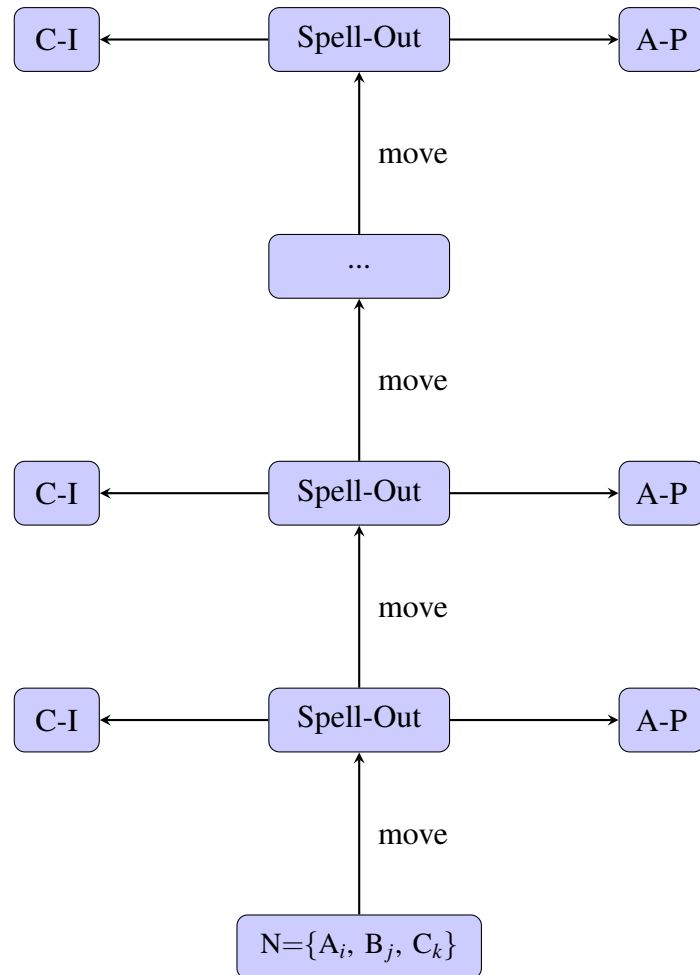 C-I Spell-Out A-P
move
...
move
C-I Spell-Out A-P
move
C-I Spell-Out A-P
move
N={A_i, B_j, C_k}